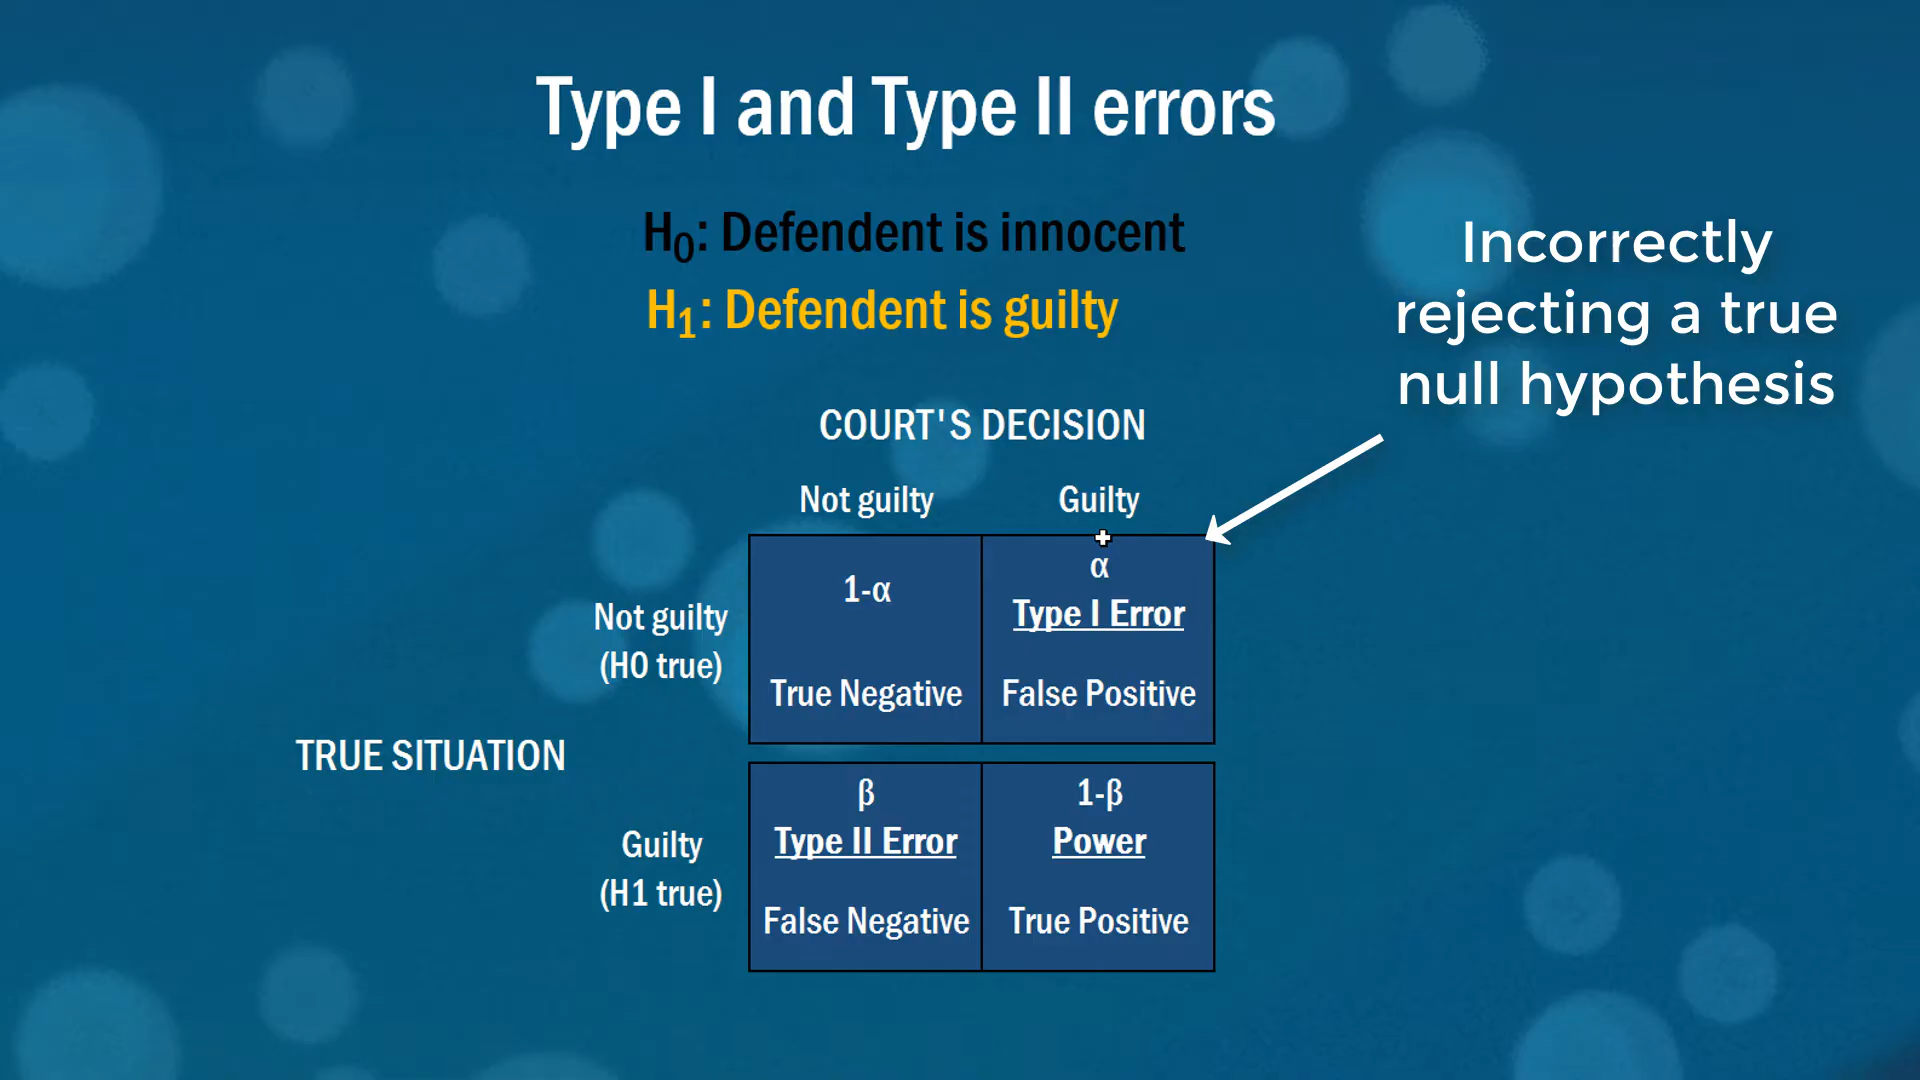 Type I and Type II errors
H0: Defendent is innocent
H1: Defendent is guilty
Incorrectly
rejecting a true
null hypothesis
COURT'S DECISION
Not guilty Guilty
Not guilty
(H0 true)
1-α
True Negative
α
Type I Error
False Positive
TRUE SITUATION
Guilty
(H1 true)
β
Type II Error
False Negative
1-β
Power
True Positive